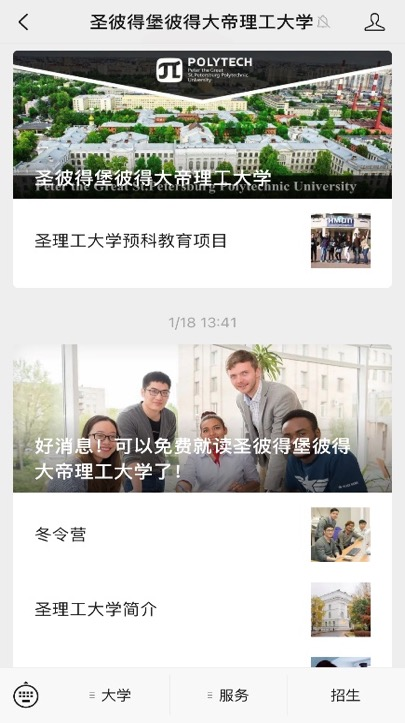 圣彼得堡彼得大帝理工大学
POLYTECH
Peter the Great
St.Petersburg Polytechnic
University
圣彼得堡彼得大帝理工大学
Peter the Great St.Petersburg Polytechnic University
圣理工大学预科教育项目
1/18 13:41
好消息！可以免费就读圣彼得堡彼得
大帝理工大学了！
冬令营
圣理工大学简介
大学
服务
招生